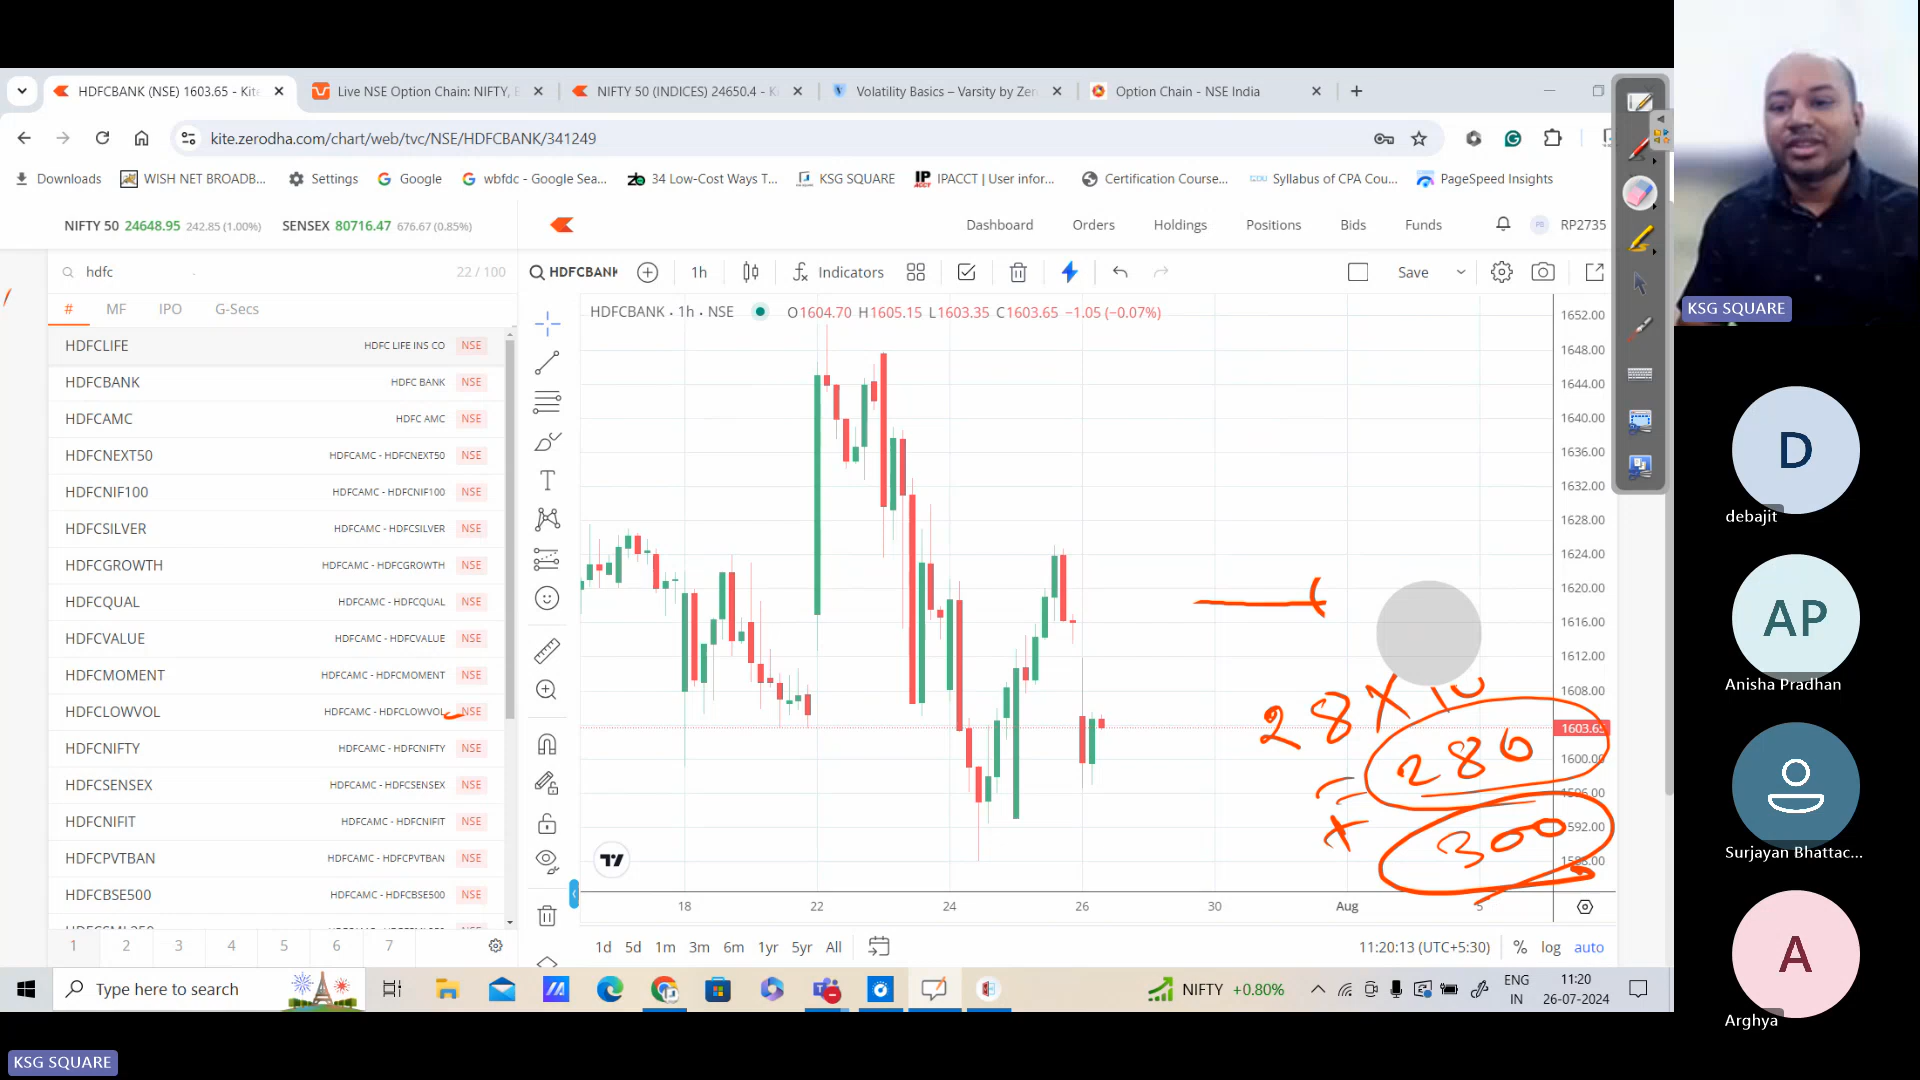 HDFCBANK (NSE) 1603.65 - Kite
Live NSE Option Chain: NIFTY, B
NIFTY 50 (INDICES) 24650.4 - K
Volatility Basics – Varsity by Zer
Option Chain - NSE India
kite.zerodha.com/chart/web/tvc/NSE/HDFCBANK/341249
Downloads
WISH NET BROADB...
Settings
Google
wbfdc - Google Sea...
34 Low-Cost Ways T...
KSG SQUARE
IPACCT | User infor...
Certification Course...
Syllabus of CPA Cou...
PageSpeed Insights
NIFTY 50 24648.95 242.85 (1.00%) SENSEX 80716.47 676.67 (0.85%)
Dashboard Orders Holdings Positions Bids Funds RP2735
hdfc 22 / 100
# MF IPO G-Secs
HDFCLIFE HDFC LIFE INS CO NSE
HDFCBANK HDFC BANK NSE
HDFCAMC HDFC AMC NSE
HDFCNEXT50 HDFCAMC - HDFCNEXT50 NSE
HDFCNIF100 HDFCAMC - HDFCNIF100 NSE
HDFCSILVER HDFCAMC - HDFCSILVER NSE
HDFCGROWTH HDFCAMC - HDFCGROWTH NSE
HDFCQUAL HDFCAMC - HDFCQUAL NSE
HDFCVALUE HDFCAMC - HDFCVALUE NSE
HDFCMOMENT HDFCAMC - HDFCMOMENT NSE
HDFCLOWVOL HDFCAMC - HDFCLOWVOL NSE
HDFCNIFTY HDFCAMC - HDFCNIFTY NSE
HDFCSENSEX HDFCAMC - HDFCSENSEX NSE
HDFCNIFIT HDFCAMC - HDFCNIFIT NSE
HDFCPVTBAN HDFCAMC - HDFCPVTBAN NSE
HDFCBSE500 HDFCAMC - HDFCBSE500 NSE
1 2 3 4 5 6 7
HDFCBANK 1h Indicators Save
HDFCBANK · 1h · NSE O1604.70 H1605.15 L1603.35 C1603.65 −1.05 (−0.07%)
1652.00
1648.00
1644.00
1640.00
1636.00
1632.00
1628.00
1624.00
1620.00
1616.00
1612.00
1608.00
1603.65
1600.00
28 X 10
280
300
18 22 24 26 30 Aug 5
1d 5d 1m 3m 6m 1yr 5yr All
11:20:13 (UTC+5:30) % log auto
Type here to search
NIFTY +0.80%
ENG
IN
11:20
26-07-2024
KSG SQUARE
D
debajit
AP
Anisha Pradhan
Surjayan Bhattac...
A
Arghya
KSG SQUARE